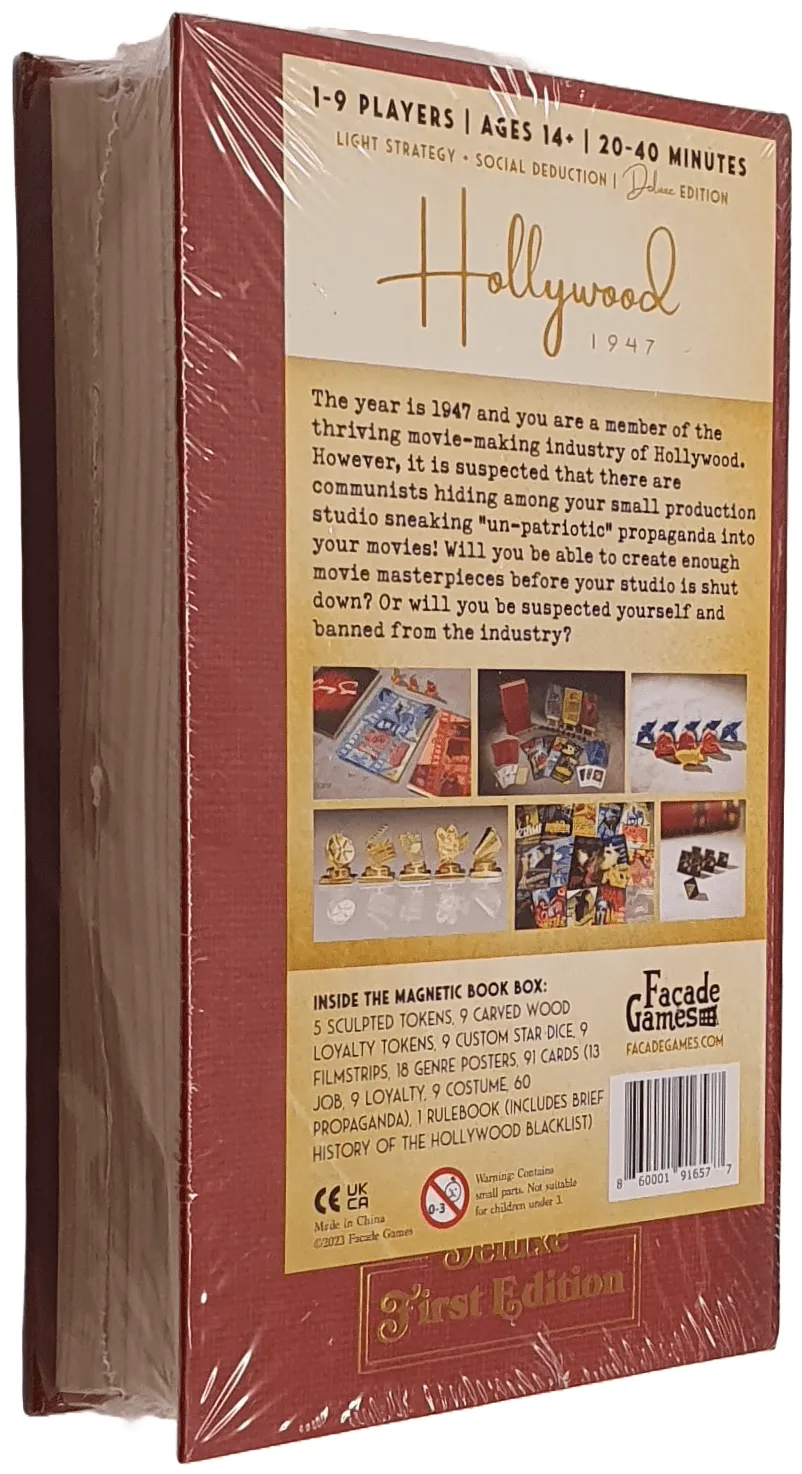 1-9 PLAYERS | AGES 14+ | 20-40 MINUTES
LIGHT STRATEGY • SOCIAL DEDUCTION | Deluxe EDITION
Hollywood
1947
The year is 1947 and you are a member of the
thriving movie-making industry of Hollywood.
However, it is suspected that there are
communists hiding among your small production
studio sneaking "un-patriotic" propaganda into
your movies! Will you be able to create enough
movie masterpieces before your studio is shut
down? Or will you be suspected yourself and
banned from the industry?
INSIDE THE MAGNETIC BOOK BOX:
5 SCULPTED TOKENS, 9 CARVED WOOD
LOYALTY TOKENS, 9 CUSTOM STAR DICE, 9
FILMSTRIPS, 18 GENRE POSTERS, 91 CARDS (13
JOB, 9 LOYALTY, 9 COSTUME, 60
PROPAGANDA), 1 RULEBOOK (INCLUDES BRIEF
HISTORY OF THE HOLLYWOOD BLACKLIST)
Facade
Games
FACADEGAMES.COM
8 60001 91657 7
CE UK
CA
Made in China
©2023 Facade Games
0-3
Warning: Contains
small parts. Not suitable
for children under 3.
Deluxe
First Edition